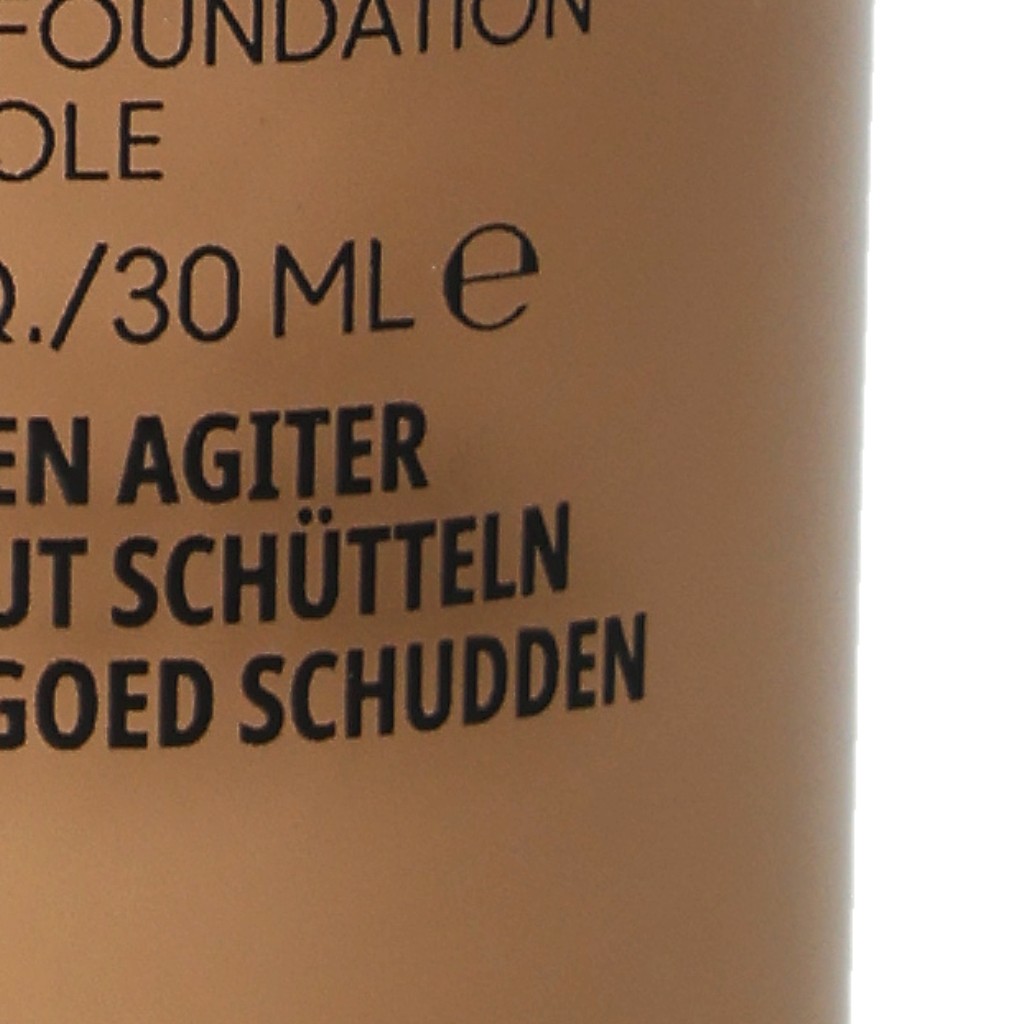 FOUNDATION
OLE
Q./30 ML e
EN AGITER
UT SCHÜTTELN
GOED SCHUDDEN